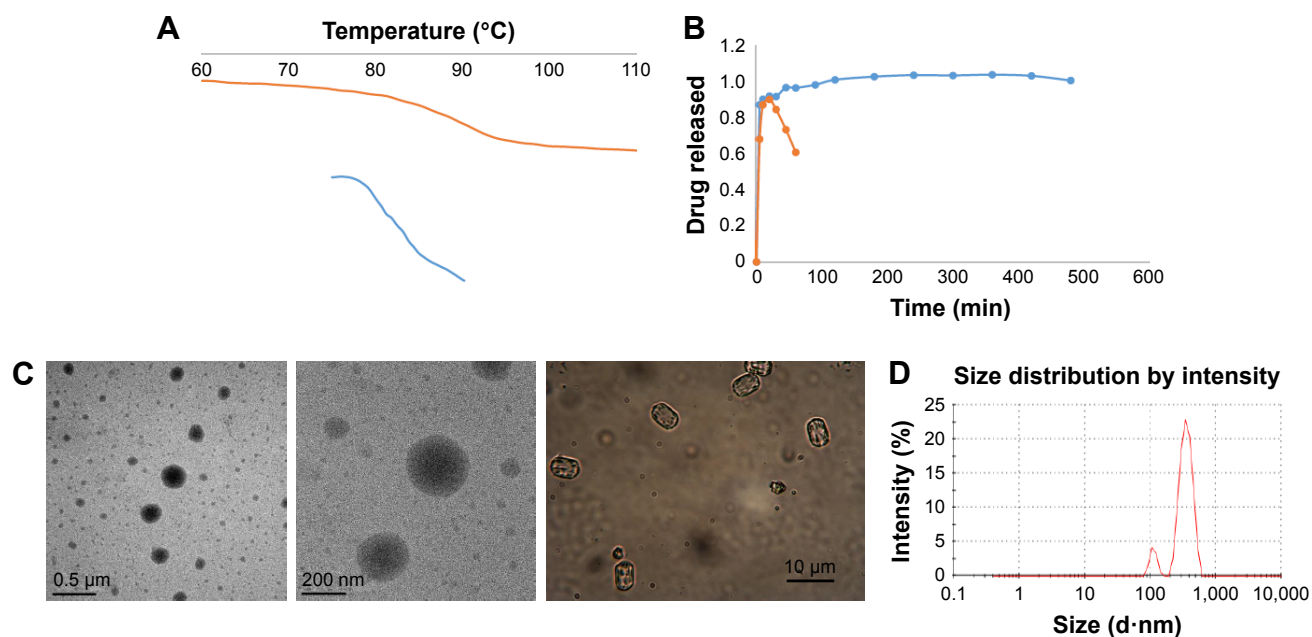 A
Temperature (°C)
60 70 80 90 100 110
B
1.2
1.0
0.8
0.6
0.4
0.2
0
Drug released
0 100 200 300 400 500 600
Time (min)
C
0.5 µm
200 nm
10 µm
D
Size distribution by intensity
25
20
15
10
5
0
Intensity (%)
0.1 1 10 100 1,000 10,000
Size (d·nm)